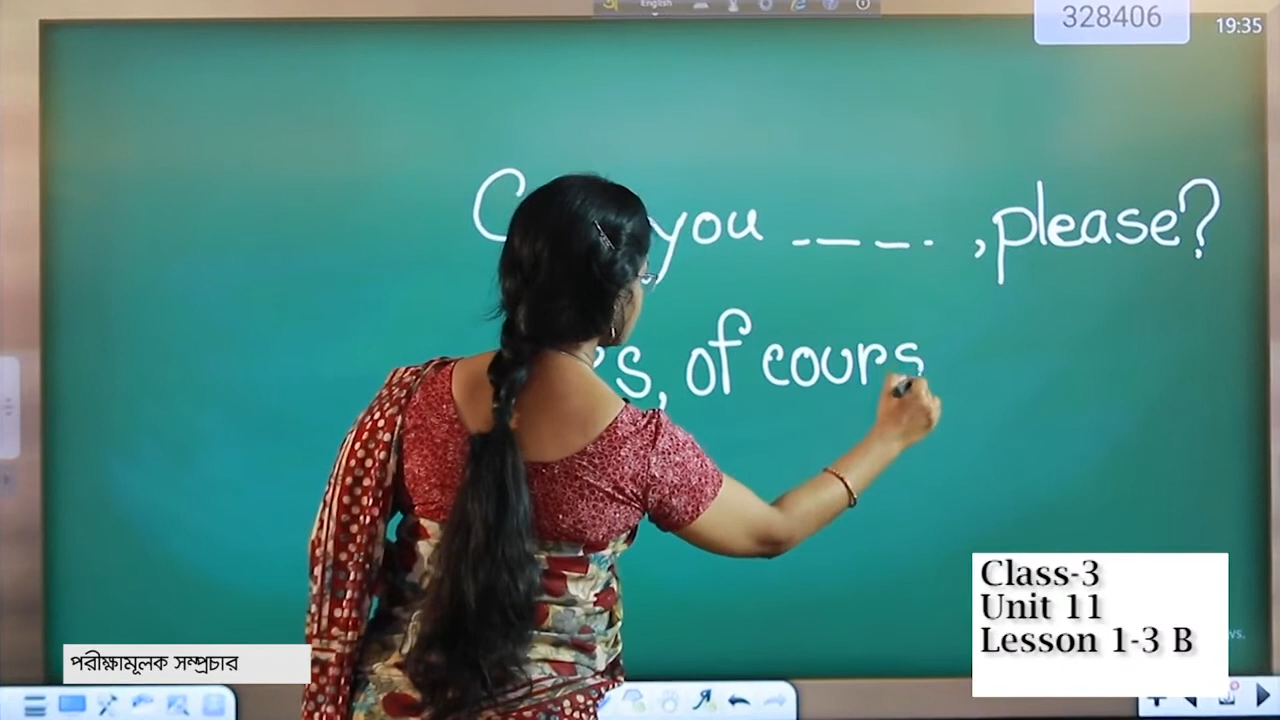 English
328406
19:35
you ____ , please?
s, of cours
Class-3
Unit 11
Lesson 1-3 B
পরীক্ষামূলক সম্প্রচার